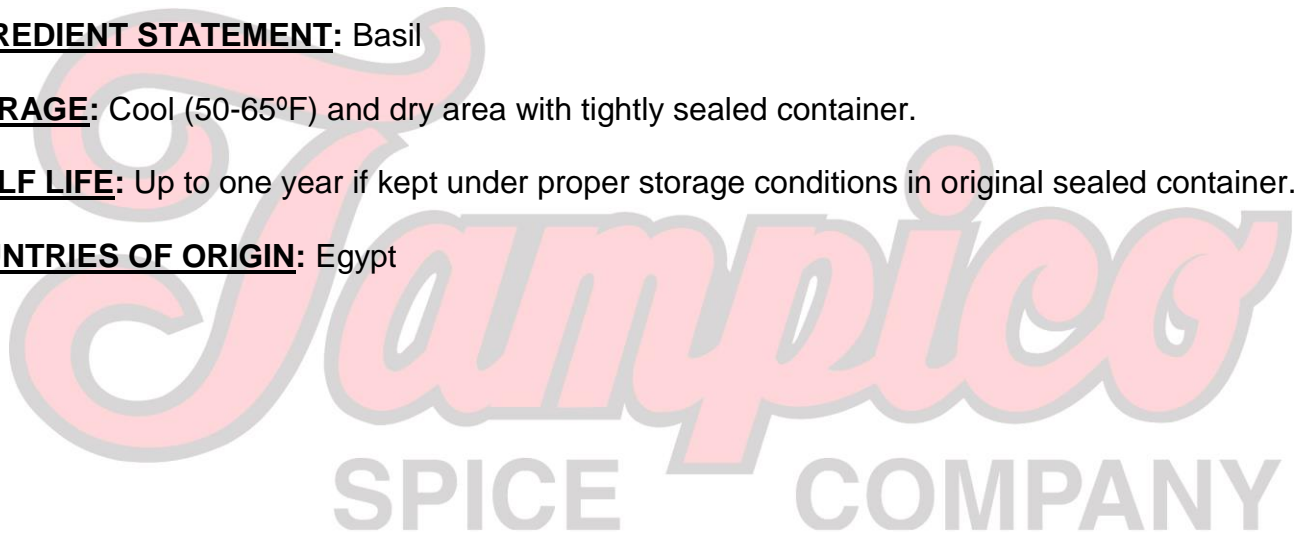 REDIENT STATEMENT: Basil
RAGE: Cool (50-65ºF) and dry area with tightly sealed container.
LF LIFE: Up to one year if kept under proper storage conditions in original sealed container.
NTRIES OF ORIGIN: Egypt
Tampico
SPICE COMPANY